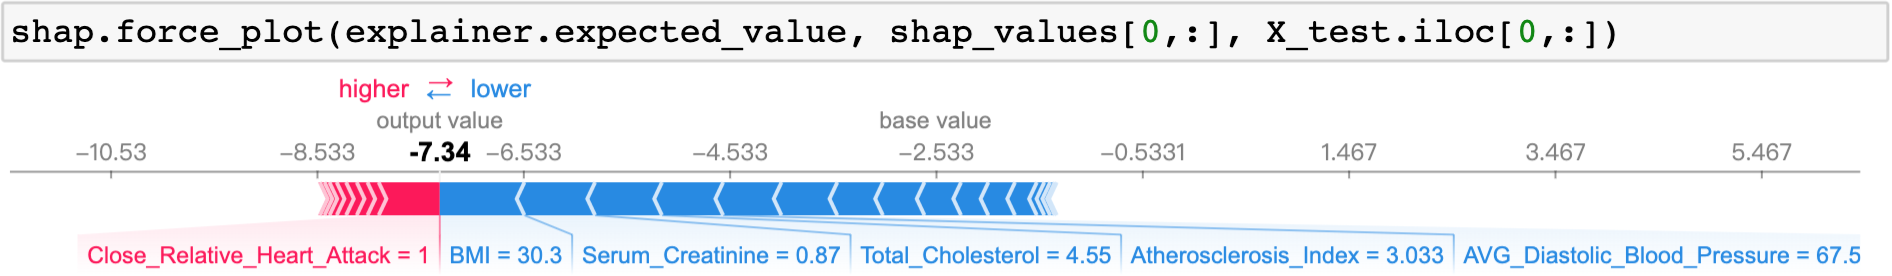 shap.force_plot(explainer.expected_value, shap_values[0,:], X_test.iloc[0,:])
higher ⇄ lower
output value base value
−10.53 −8.533 -7.34 −6.533 −4.533 −2.533 −0.5331 1.467 3.467 5.467
Close_Relative_Heart_Attack = 1 BMI = 30.3 Serum_Creatinine = 0.87 Total_Cholesterol = 4.55 Atherosclerosis_Index = 3.033 AVG_Diastolic_Blood_Pressure = 67.5